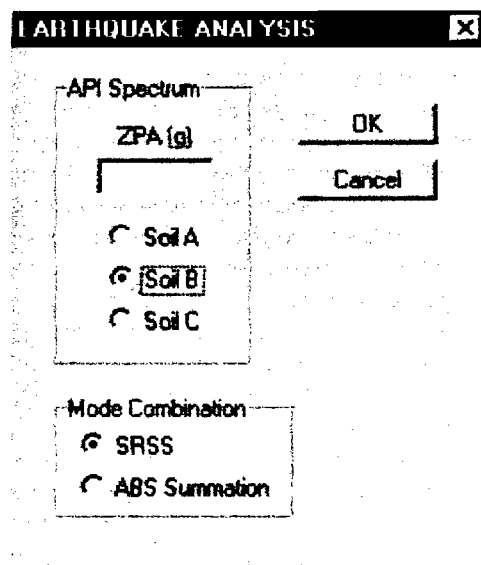 EARTHQUAKE ANALYSIS
API Spectrum
ZPA (g)
OK
Cancel
Soil A
Soil B
Soil C
Mode Combination
SRSS
ABS Summation